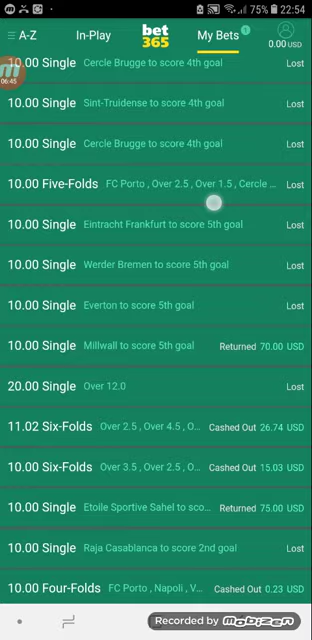 75% 22:54
A-Z In-Play bet365 My Bets 1
0.00 USD
10.00 Single Cercle Brugge to score 4th goal Lost
06:45
10.00 Single Sint-Truidense to score 4th goal Lost
10.00 Single Cercle Brugge to score 4th goal Lost
10.00 Five-Folds FC Porto , Over 2.5 , Over 1.5 , Cercle ... Lost
10.00 Single Eintracht Frankfurt to score 5th goal Lost
10.00 Single Werder Bremen to score 5th goal Lost
10.00 Single Everton to score 5th goal Lost
10.00 Single Millwall to score 5th goal Returned 70.00 USD
20.00 Single Over 12.0 Lost
11.02 Six-Folds Over 2.5 , Over 4.5 , O... Cashed Out 26.74 USD
10.00 Six-Folds Over 3.5 , Over 2.5 , O... Cashed Out 15.03 USD
10.00 Single Etoile Sportive Sahel to sco... Returned 75.00 USD
10.00 Single Raja Casabianca to score 2nd goal Lost
10.00 Four-Folds FC Porto , Napoli , V... Cashed Out 0.23 USD
Recorded by mobizen